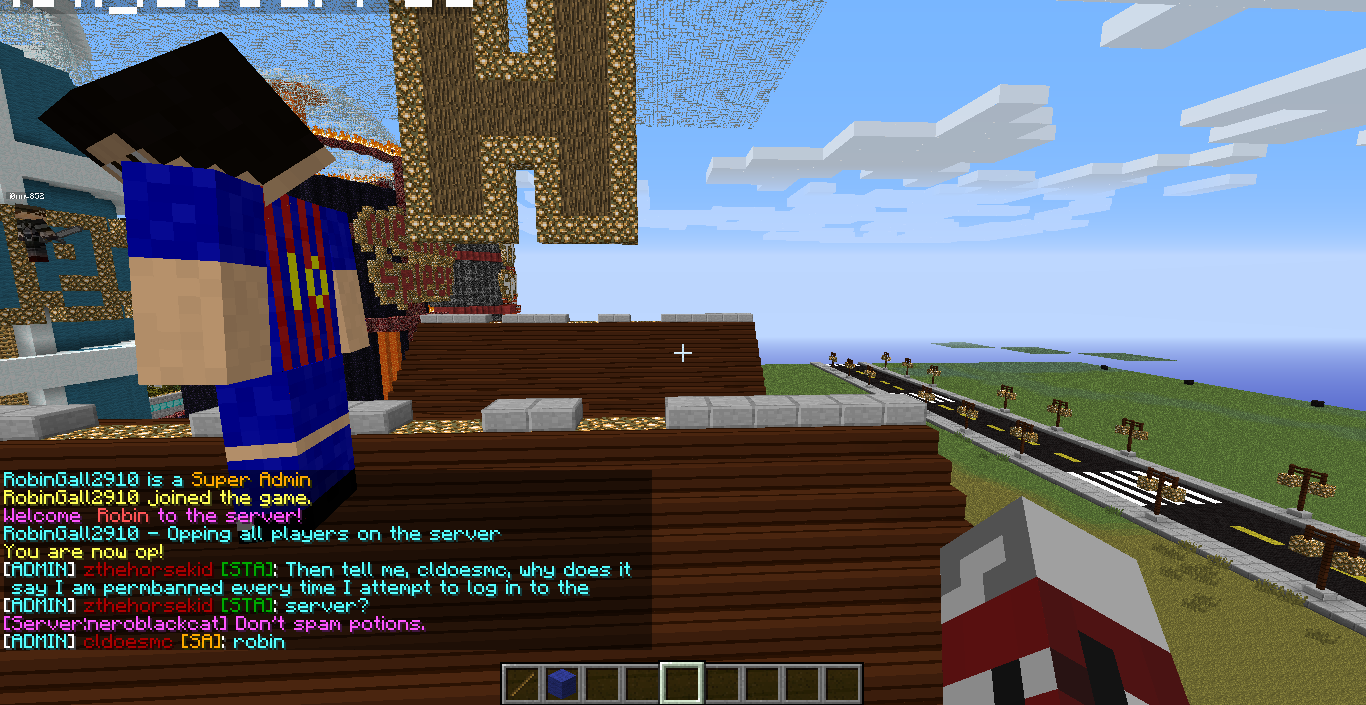 RobinGall2910 is a Super Admin
RobinGall2910 joined the game.
Welcome Robin to the server!
RobinGall2910 - Opping all players on the server
You are now op!
[ADMIN] zthehorsekid [STA]: Then tell me, cldoesmc, why does it
say I am permbanned every time I attempt to log in to the
[ADMIN] zthehorsekid [STA]: server?
[Server:neroblackcat] Don't spam potions.
[ADMIN] cldoesmc [SA]: robin